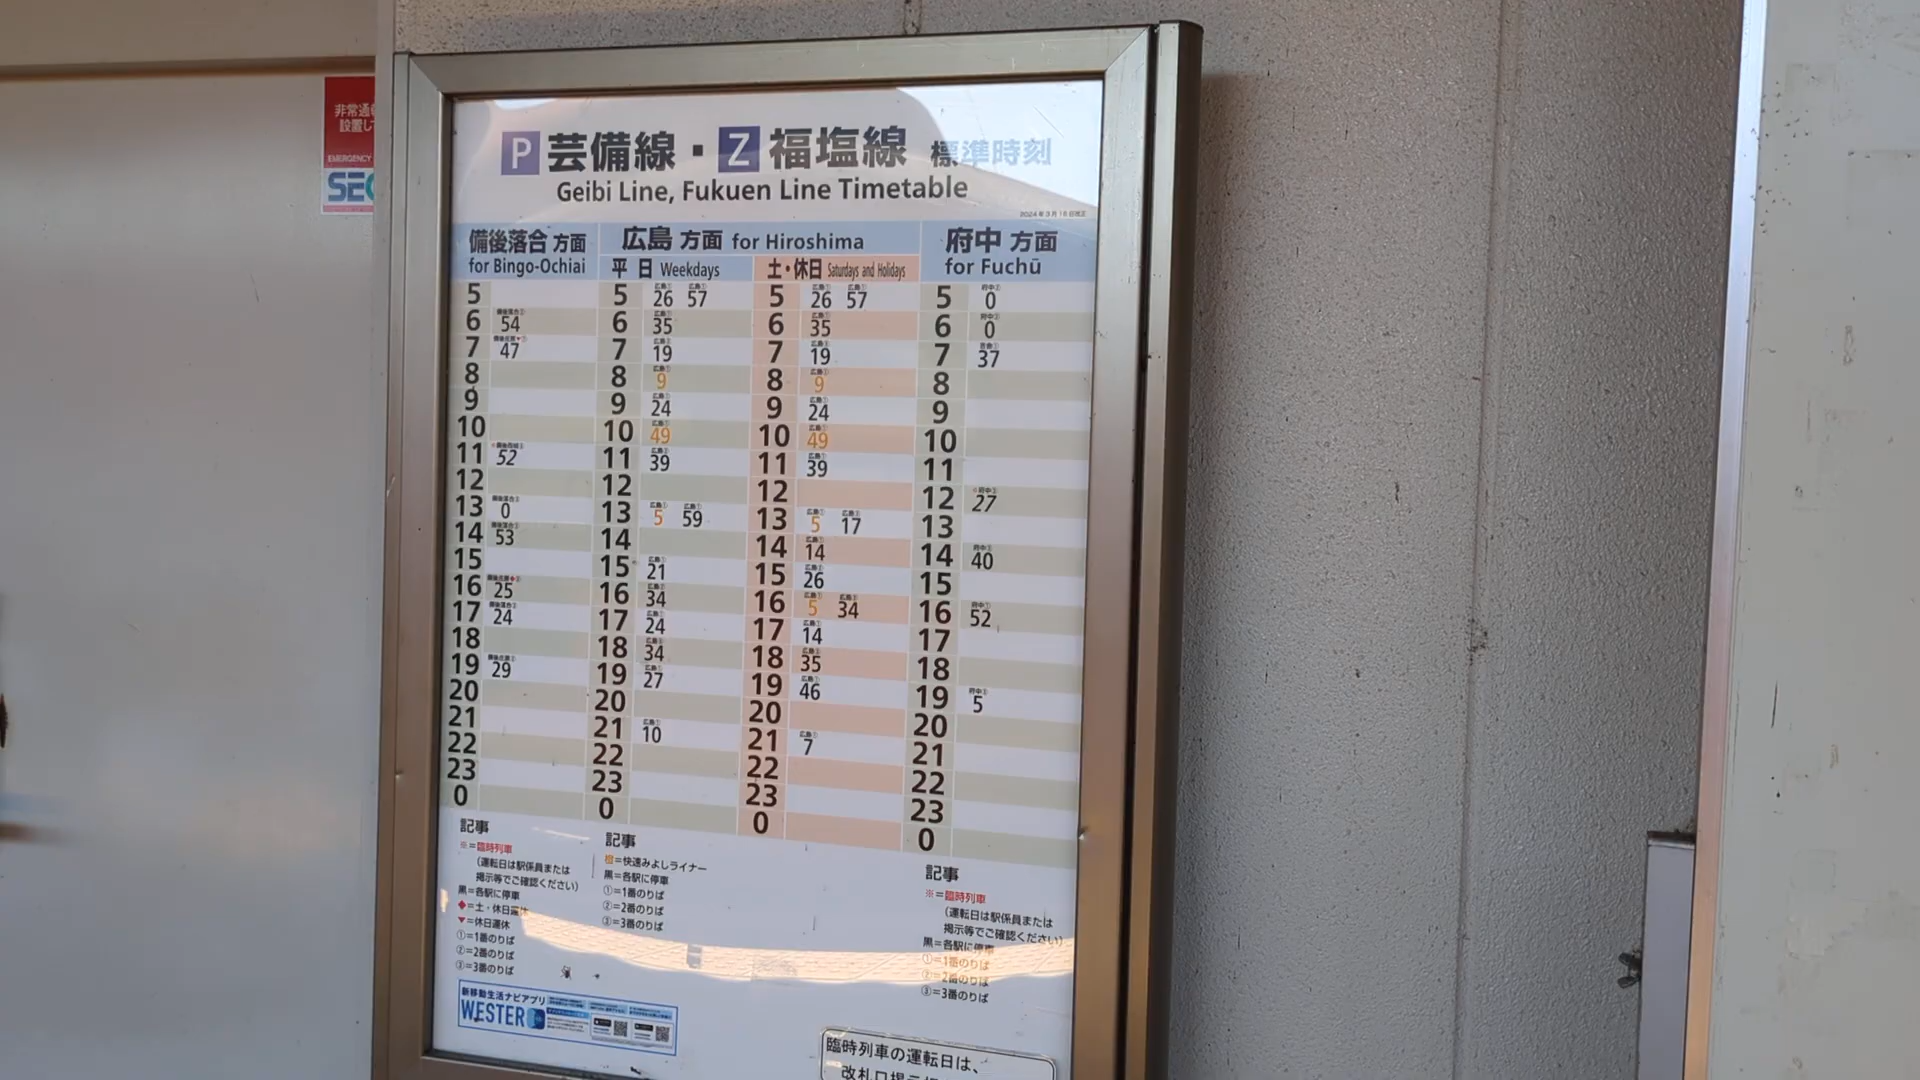 非常通
設置し
EMERGENCY
SEC
P 芸備線・Z 福塩線 標準時刻
Geibi Line, Fukuen Line Timetable
2024年3月16日改正
備後落合 方面
for Bingo-Ochiai
広島 方面 for Hiroshima
平日 Weekdays
土・休日 Saturdays and Holidays
府中 方面
for Fuchū
5
6 54
7 47
8
9
10
11 52
12
13 0
14 53
15
16 25
17 24
18
19 29
20
21
22
23
0
5 26 57
6 35
7 19
8 9
9 24
10 49
11 39
12
13 5 59
14
15 21
16 34
17 24
18 34
19 27
20
21 10
22
23
0
5 26 57
6 35
7 19
8 9
9 24
10 49
11 39
12
13 5 17
14 14
15 26
16 5 34
17 14
18 35
19 46
20
21 7
22
23
0
5 0
6 0
7 37
8
9
10
11
12 27
13
14 40
15
16 52
17
18
19 5
20
21
22
23
0
記事
※=臨時列車
(運転日は駅係員または
掲示等でご確認ください)
黒=各駅に停車
◆=土・休日運休
▼=休日運休
①=1番のりば
②=2番のりば
③=3番のりば
記事
橙=快速みよしライナー
黒=各駅に停車
①=1番のりば
②=2番のりば
③=3番のりば
記事
※=臨時列車
(運転日は駅係員または
掲示等でご確認ください)
黒=各駅に停車
①=1番のりば
②=2番のりば
③=3番のりば
新移動生活ナビアプリ
WESTER
臨時列車の運転日は、
改札口掲示